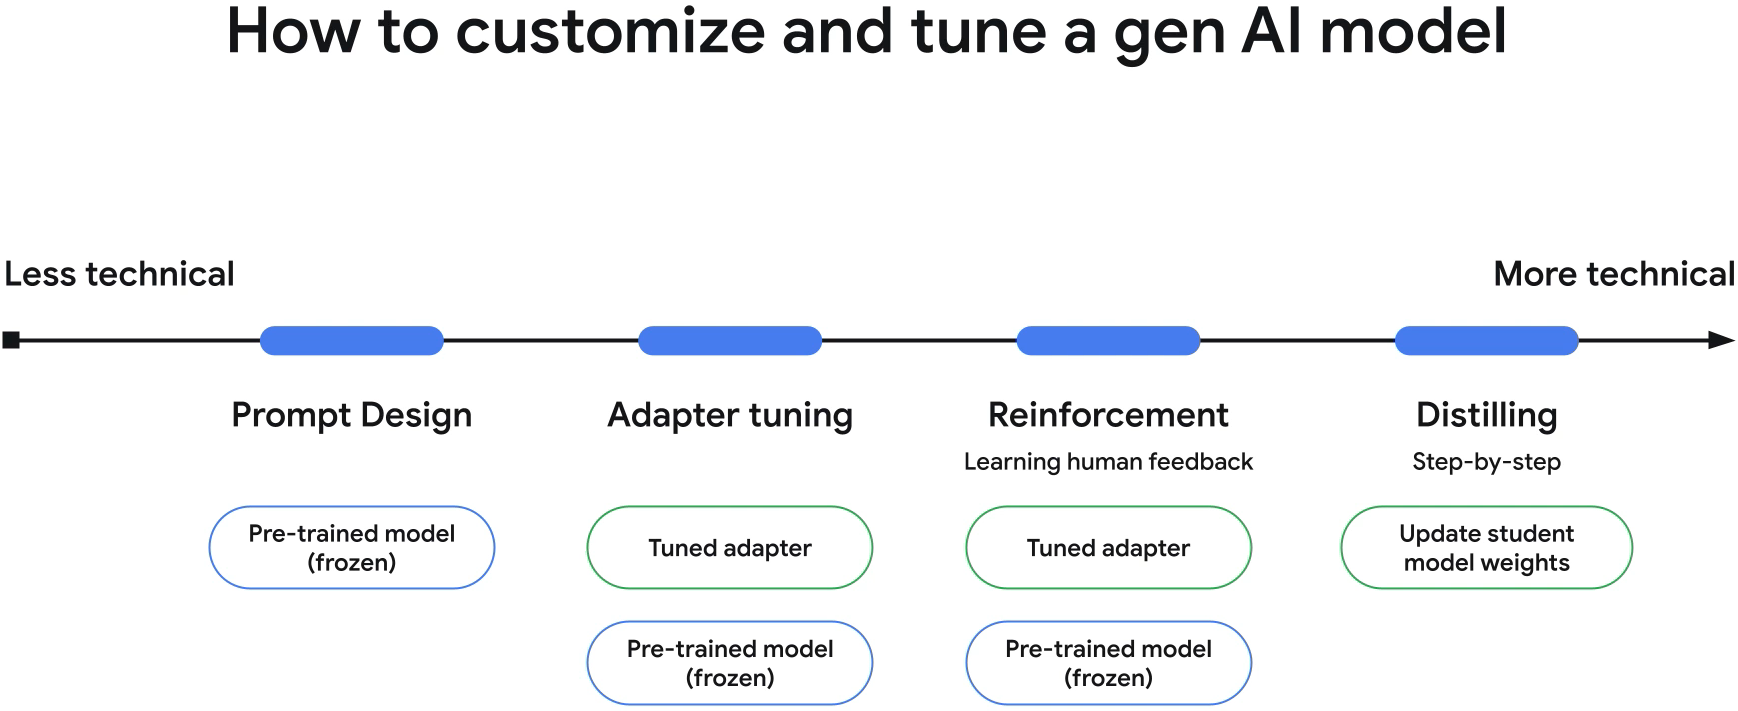 How to customize and tune a gen AI model
Less technical
More technical
Prompt Design
Adapter tuning
Reinforcement
Learning human feedback
Distilling
Step-by-step
Pre-trained model
(frozen)
Tuned adapter
Tuned adapter
Update student
model weights
Pre-trained model
(frozen)
Pre-trained model
(frozen)